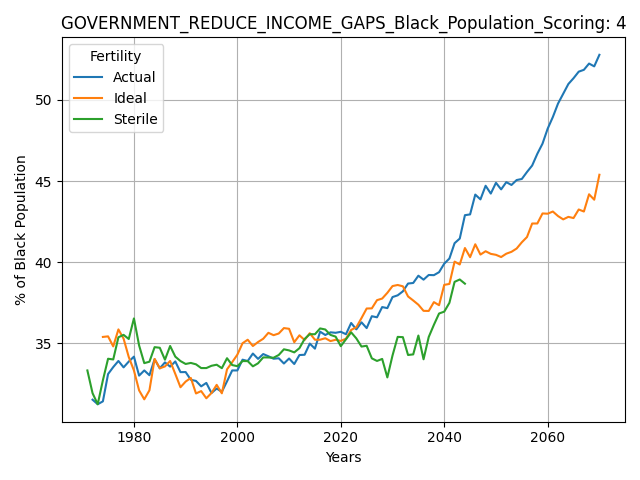 GOVERNMENT_REDUCE_INCOME_GAPS_Black_Population_Scoring: 4
Fertility
Actual
Ideal
Sterile
% of Black Population
50
45
40
35
1980
2000
2020
2040
2060
Years